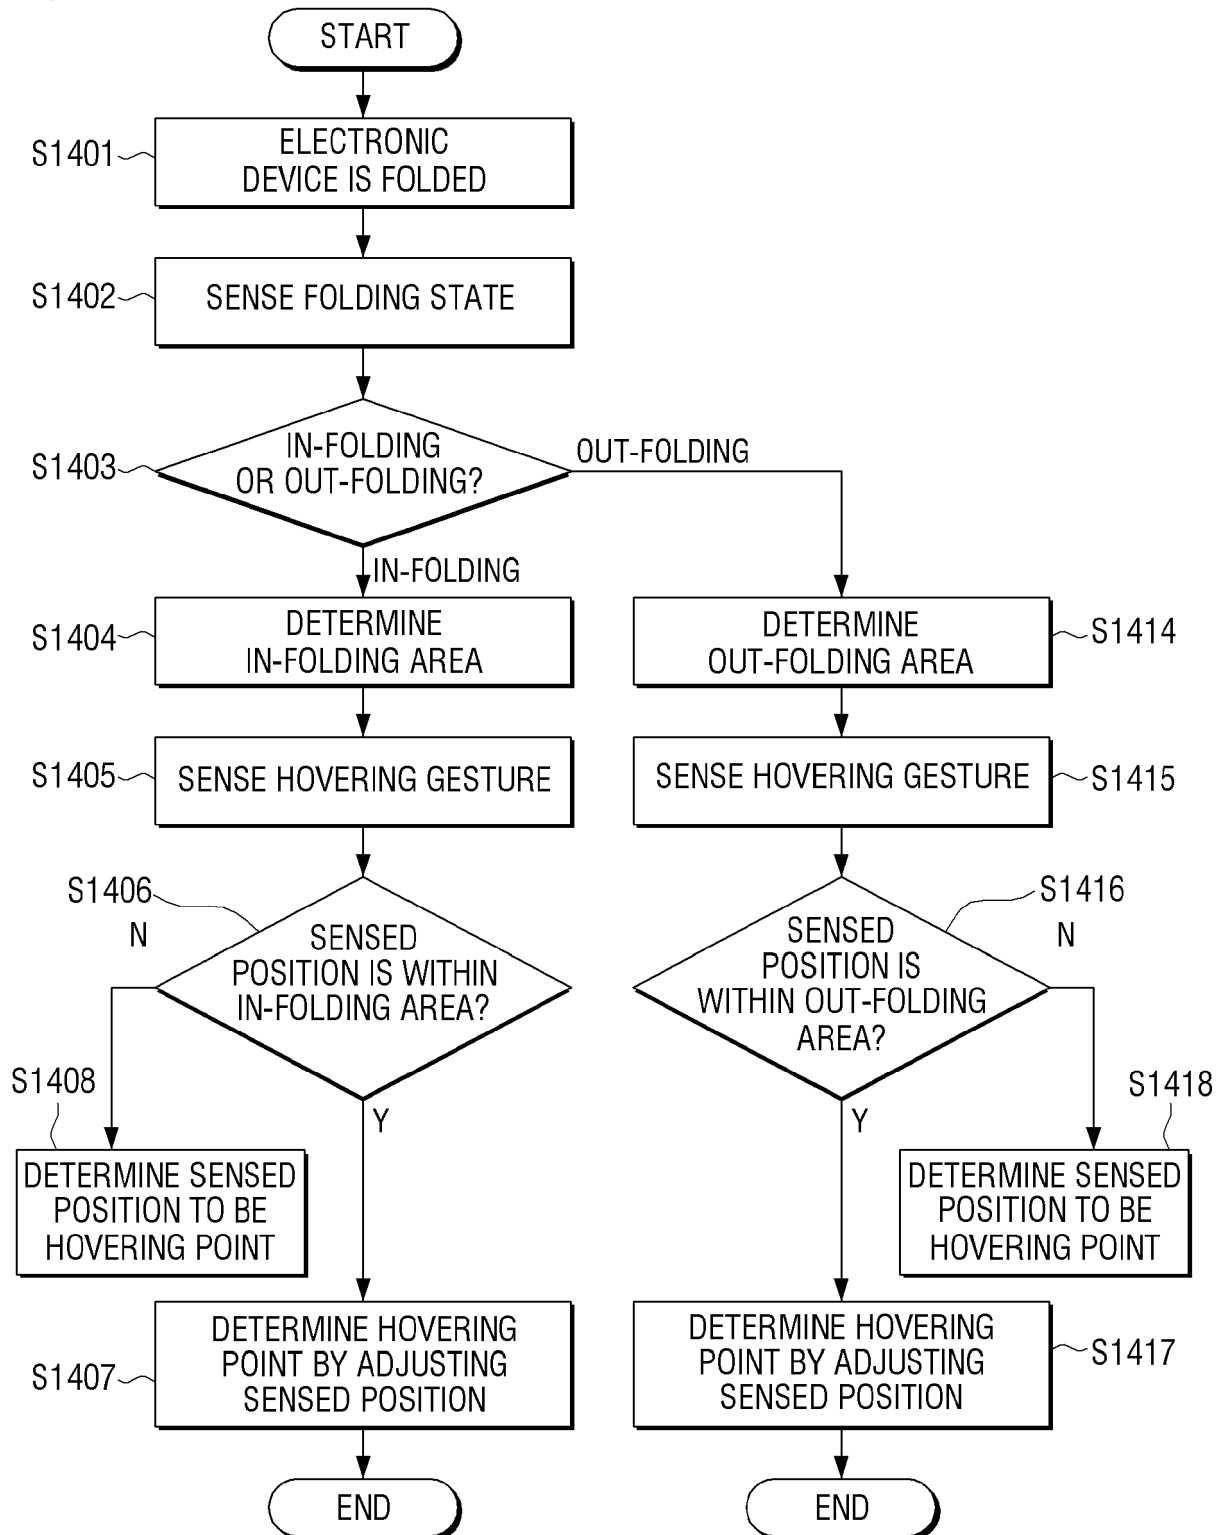 START
S1401
ELECTRONIC
DEVICE IS FOLDED
S1402
SENSE FOLDING STATE
S1403
IN-FOLDING
OR OUT-FOLDING?
OUT-FOLDING
IN-FOLDING
S1404
DETERMINE
IN-FOLDING AREA
DETERMINE
OUT-FOLDING AREA
S1414
S1405
SENSE HOVERING GESTURE
SENSE HOVERING GESTURE
S1415
S1406
N
SENSED
POSITION IS WITHIN
IN-FOLDING AREA?
S1416
N
SENSED
POSITION IS
WITHIN OUT-FOLDING
AREA?
Y
Y
S1408
DETERMINE SENSED
POSITION TO BE
HOVERING POINT
S1418
DETERMINE SENSED
POSITION TO BE
HOVERING POINT
S1407
DETERMINE HOVERING
POINT BY ADJUSTING
SENSED POSITION
DETERMINE HOVERING
POINT BY ADJUSTING
SENSED POSITION
S1417
END
END